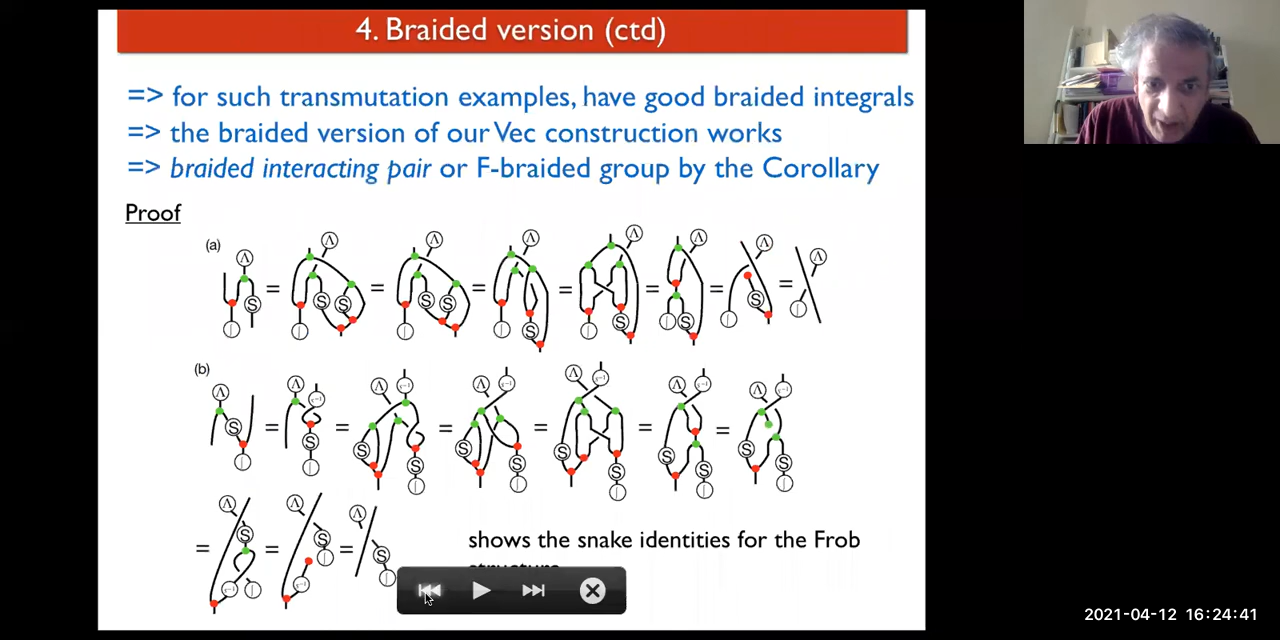 4. Braided version (ctd)
=> for such transmutation examples, have good braided integrals
=> the braided version of our Vec construction works
=> braided interacting pair or F-braided group by the Corollary
Proof
(a)
Λ Λ Λ Λ Λ Λ Λ Λ
S = S S = S S = S = S = S = S =
∫ ∫ ∫ ∫ ∫ ∫ ∫ ∫
(b)
Λ Λ Λ Λ Λ Λ Λ
S = S = S S = S S = S S = S S = S S
∫ ∫ ∫ ∫ ∫ ∫ ∫
= Λ S = Λ S = Λ S
shows the snake identities for the Frob
2021-04-12 16:24:41